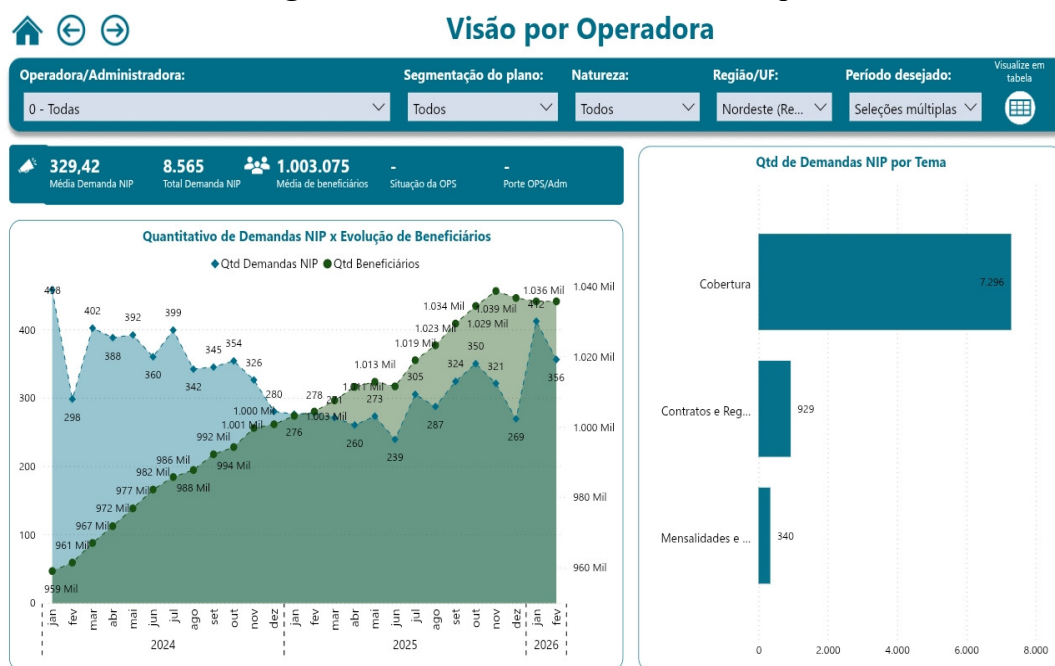 Visão por Operadora
Operadora/Administradora:
0 - Todas
Segmentação do plano:
Todos
Natureza:
Todos
Região/UF:
Nordeste (Re...
Período desejado:
Seleções múltiplas
Visualize em
tabela
329,42
Média Demanda NIP
8.565
Total Demanda NIP
1.003.075
Média de beneficiários
-
Situação da OPS
-
Porte OPS/Adm
Quantitativo de Demandas NIP x Evolução de Beneficiários
Qtd Demandas NIP Qtd Beneficiários
458
298
402
388
392
360
399
342
345
354
326
280
276
278
271
260
273
239
305
287
324
350
321
269
412
356
959 Mil
961 Mil
967 Mil
972 Mil
977 Mil
982 Mil
986 Mil
988 Mil
992 Mil
994 Mil
1.000 Mil
1.001 Mil
1.003 Mil
1.011 Mil
1.013 Mil
1.019 Mil
1.023 Mil
1.029 Mil
1.034 Mil
1.039 Mil
1.036 Mil
400
300
200
100
0
1.040 Mil
1.020 Mil
1.000 Mil
980 Mil
960 Mil
jan fev mar abr mai jun jul ago set out nov dez jan fev mar abr mai jun jul ago set out nov dez jan fev
2024 2025 2026
Qtd de Demandas NIP por Tema
Cobertura
7.296
Contratos e Reg...
929
Mensalidades e ...
340
0 2.000 4.000 6.000 8.000